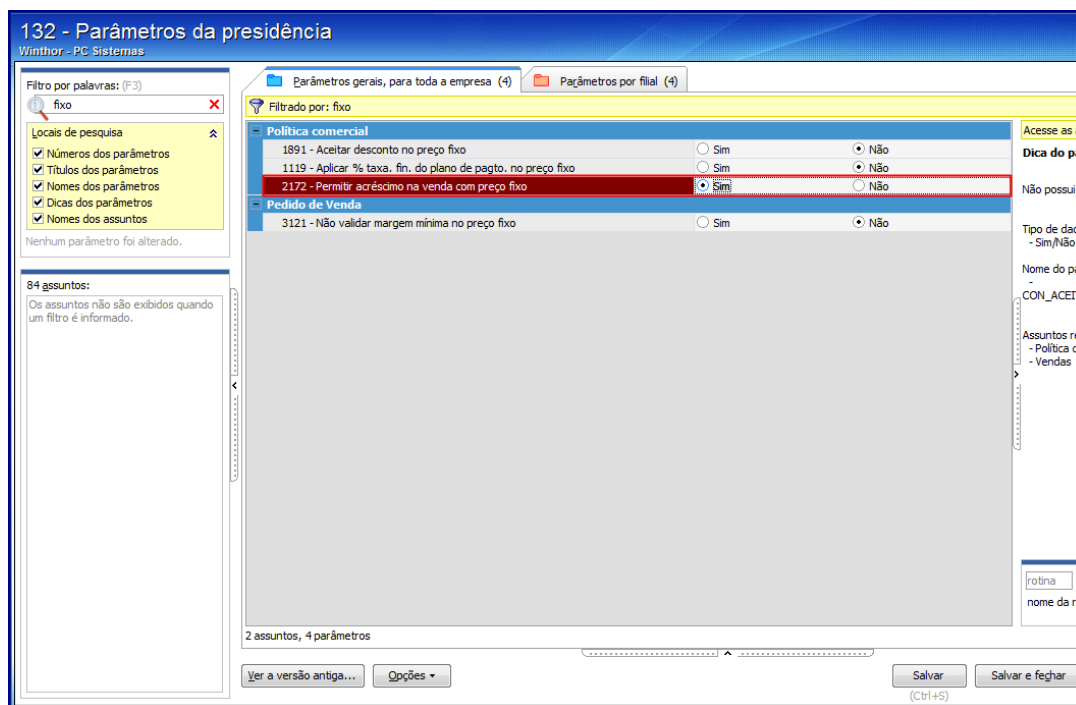 132 - Parâmetros da presidência
Winthor - PC Sistemas
Filtro por palavras: (F3)
fixo
Locais de pesquisa
Números dos parâmetros
Títulos dos parâmetros
Nomes dos parâmetros
Dicas dos parâmetros
Nomes dos assuntos
Nenhum parâmetro foi alterado.
84 assuntos:
Os assuntos não são exibidos quando
um filtro é informado.
Parâmetros gerais, para toda a empresa (4)
Parâmetros por filial (4)
Filtrado por: fixo
Política comercial
1891 - Aceitar desconto no preço fixo Sim Não
1119 - Aplicar % taxa. fin. do plano de pagto. no preço fixo Sim Não
2172 - Permitir acréscimo na venda com preço fixo Sim Não
Pedido de Venda
3121 - Não validar margem mínima no preço fixo Sim Não
2 assuntos, 4 parâmetros
Acesse as
Dica do
Não possui
Tipo de
- Sim/Não
Nome do
-
Assuntos
- Política
- Vendas
rotina
nome da
Ver a versão antiga...
Opções
Salvar
(Ctrl+S)
Salvar e fechar